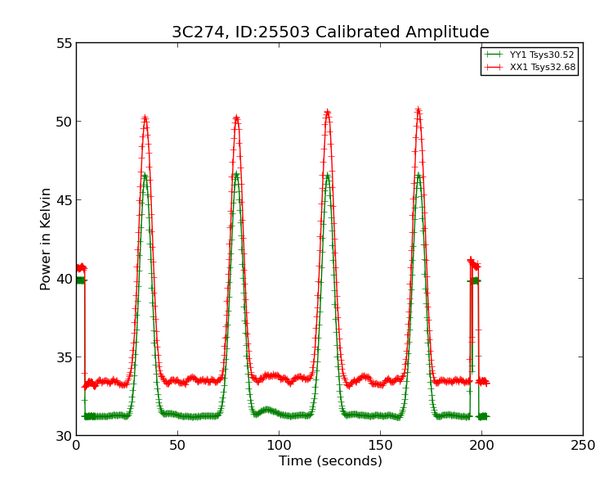 3C274, ID:25503 Calibrated Amplitude
55
50
45
40
35
30
Power in Kelvin
YY1 Tsys30.52
XX1 Tsys32.68
0 50 100 150 200 250
Time (seconds)